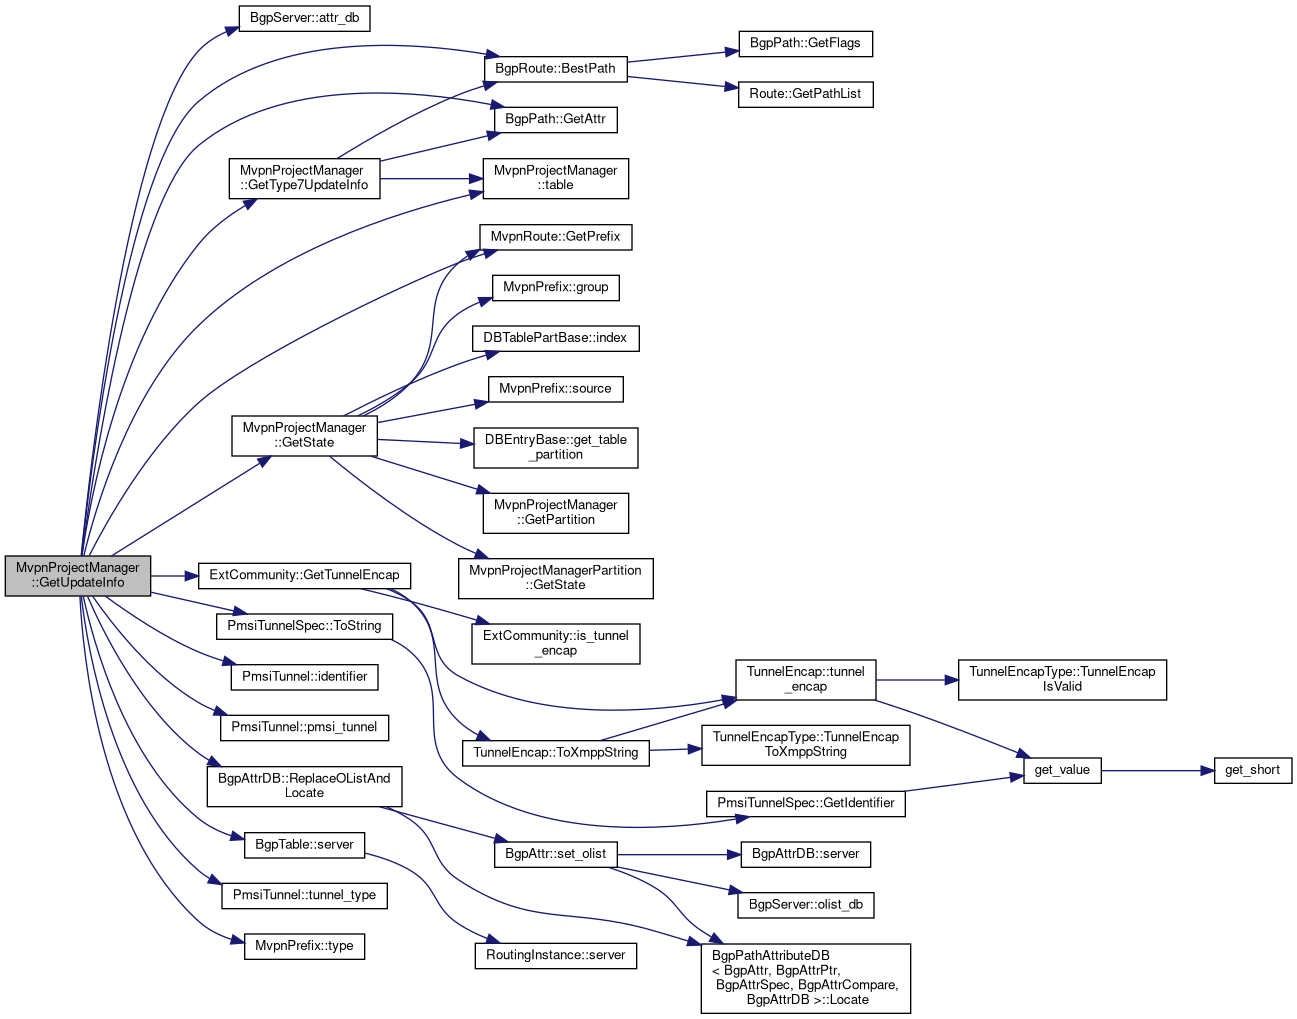 BgpServer::attr_db
BgpRoute::BestPath
BgpPath::GetFlags
Route::GetPathList
BgpPath::GetAttr
MvpnProjectManager
::GetType7UpdateInfo
MvpnProjectManager
::table
MvpnRoute::GetPrefix
MvpnPrefix::group
DBTablePartBase::index
MvpnPrefix::source
MvpnProjectManager
::GetState
DBEntryBase::get_table
_partition
MvpnProjectManager
::GetPartition
MvpnProjectManagerPartition
::GetState
MvpnProjectManager
::GetUpdateInfo
ExtCommunity::GetTunnelEncap
PmsiTunnelSpec::ToString
ExtCommunity::is_tunnel
_encap
PmsiTunnel::identifier
TunnelEncap::tunnel
_encap
TunnelEncapType::TunnelEncap
IsValid
PmsiTunnel::pmsi_tunnel
TunnelEncap::ToXmppString
TunnelEncapType::TunnelEncap
ToXmppString
get_value
get_short
BgpAttrDB::ReplaceOListAnd
Locate
PmsiTunnelSpec::GetIdentifier
BgpTable::server
BgpAttr::set_olist
BgpAttrDB::server
PmsiTunnel::tunnel_type
BgpServer::olist_db
MvpnPrefix::type
RoutingInstance::server
BgpPathAttributeDB
< BgpAttr, BgpAttrPtr,
BgpAttrSpec, BgpAttrCompare,
BgpAttrDB >::Locate